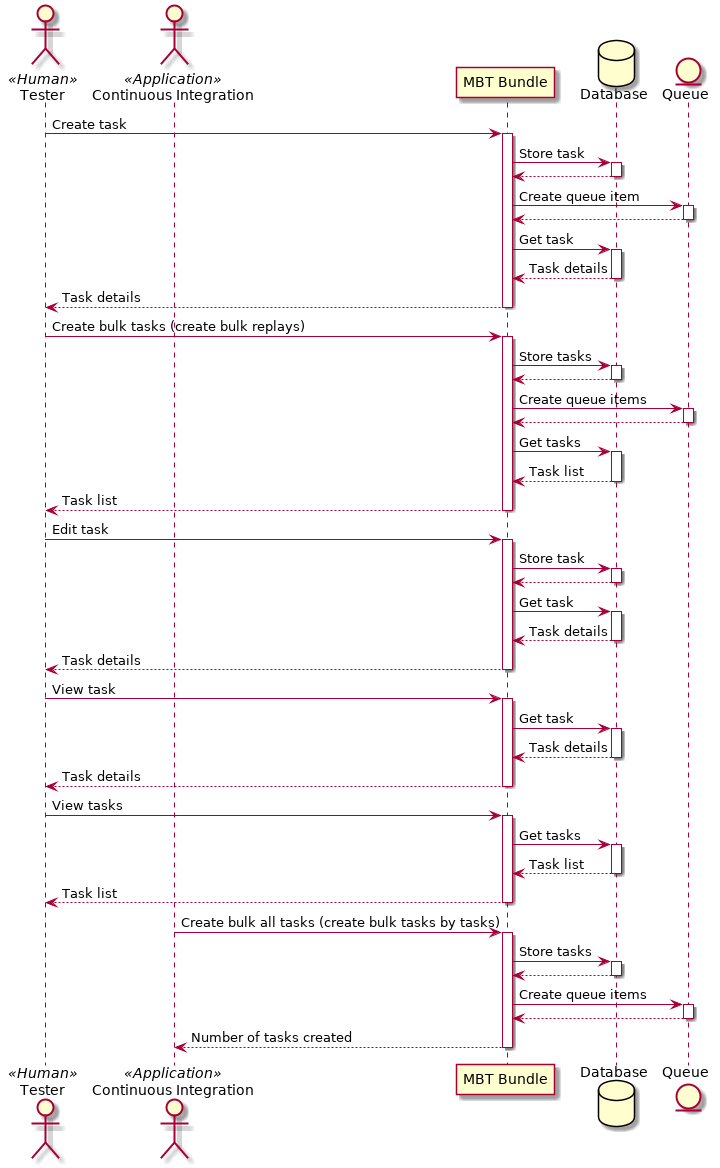 «Human»
Tester
«Application»
Continuous Integration
MBT Bundle
Database
Queue
Create task
Store task
Create queue item
Get task
Task details
Task details
Create bulk tasks (create bulk replays)
Store tasks
Create queue items
Get tasks
Task list
Task list
Edit task
Store task
Get task
Task details
Task details
View task
Get task
Task details
Task details
View tasks
Get tasks
Task list
Task list
Create bulk all tasks (create bulk tasks by tasks)
Store tasks
Create queue items
Number of tasks created
«Human»
Tester
«Application»
Continuous Integration
MBT Bundle
Database
Queue